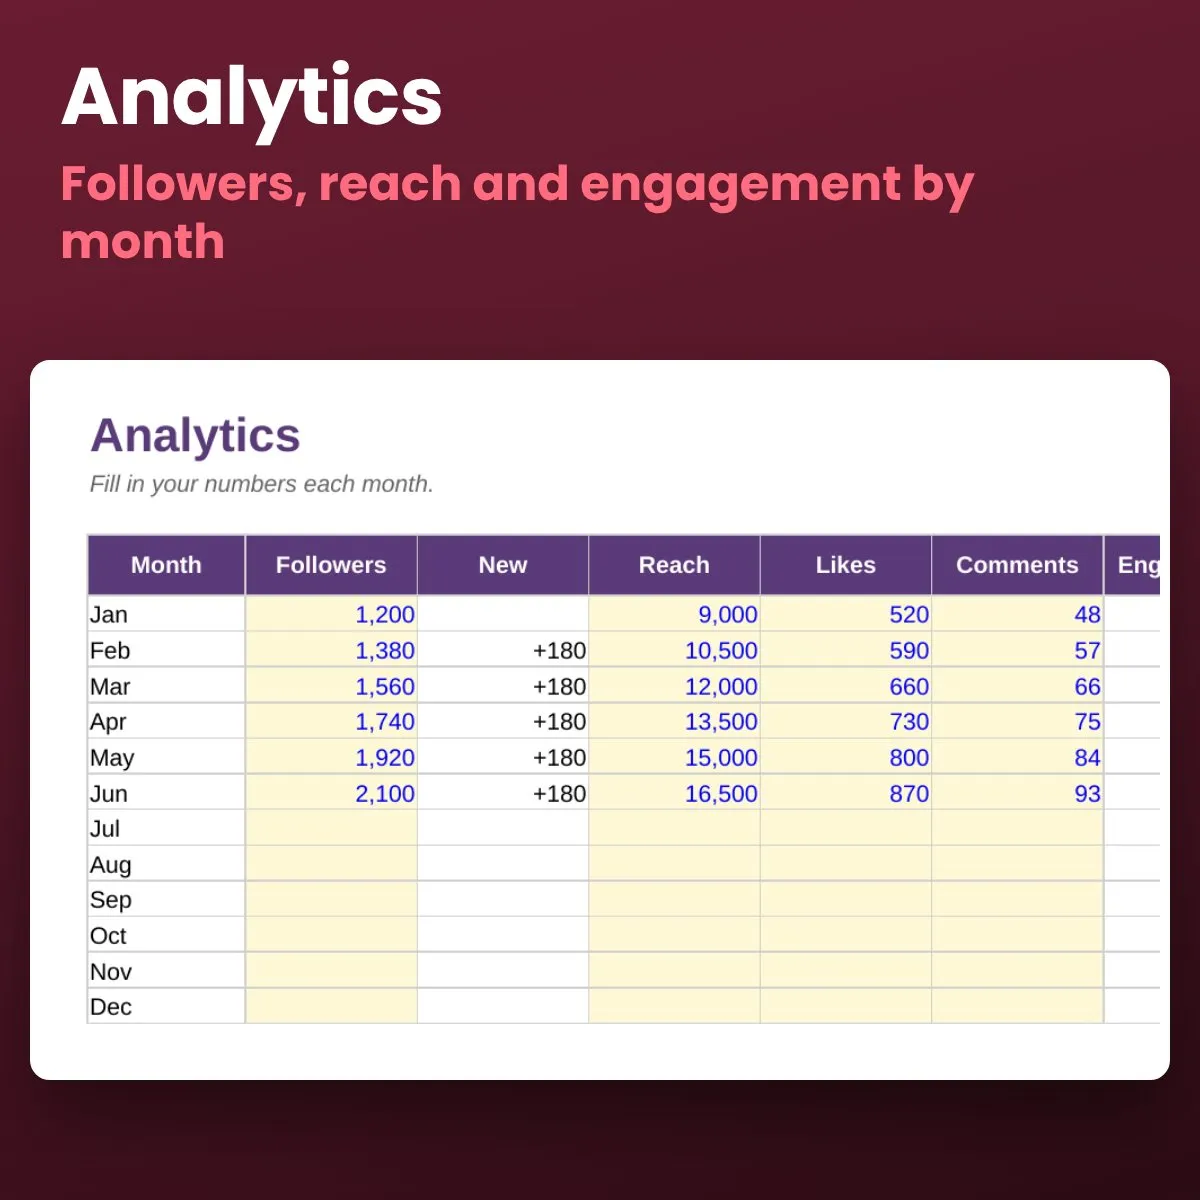 Analytics
Followers, reach and engagement by
month
Analytics
Fill in your numbers each month.
Month Followers New Reach Likes Comments Eng
Jan 1,200 9,000 520 48
Feb 1,380 +180 10,500 590 57
Mar 1,560 +180 12,000 660 66
Apr 1,740 +180 13,500 730 75
May 1,920 +180 15,000 800 84
Jun 2,100 +180 16,500 870 93
Jul
Aug
Sep
Oct
Nov
Dec